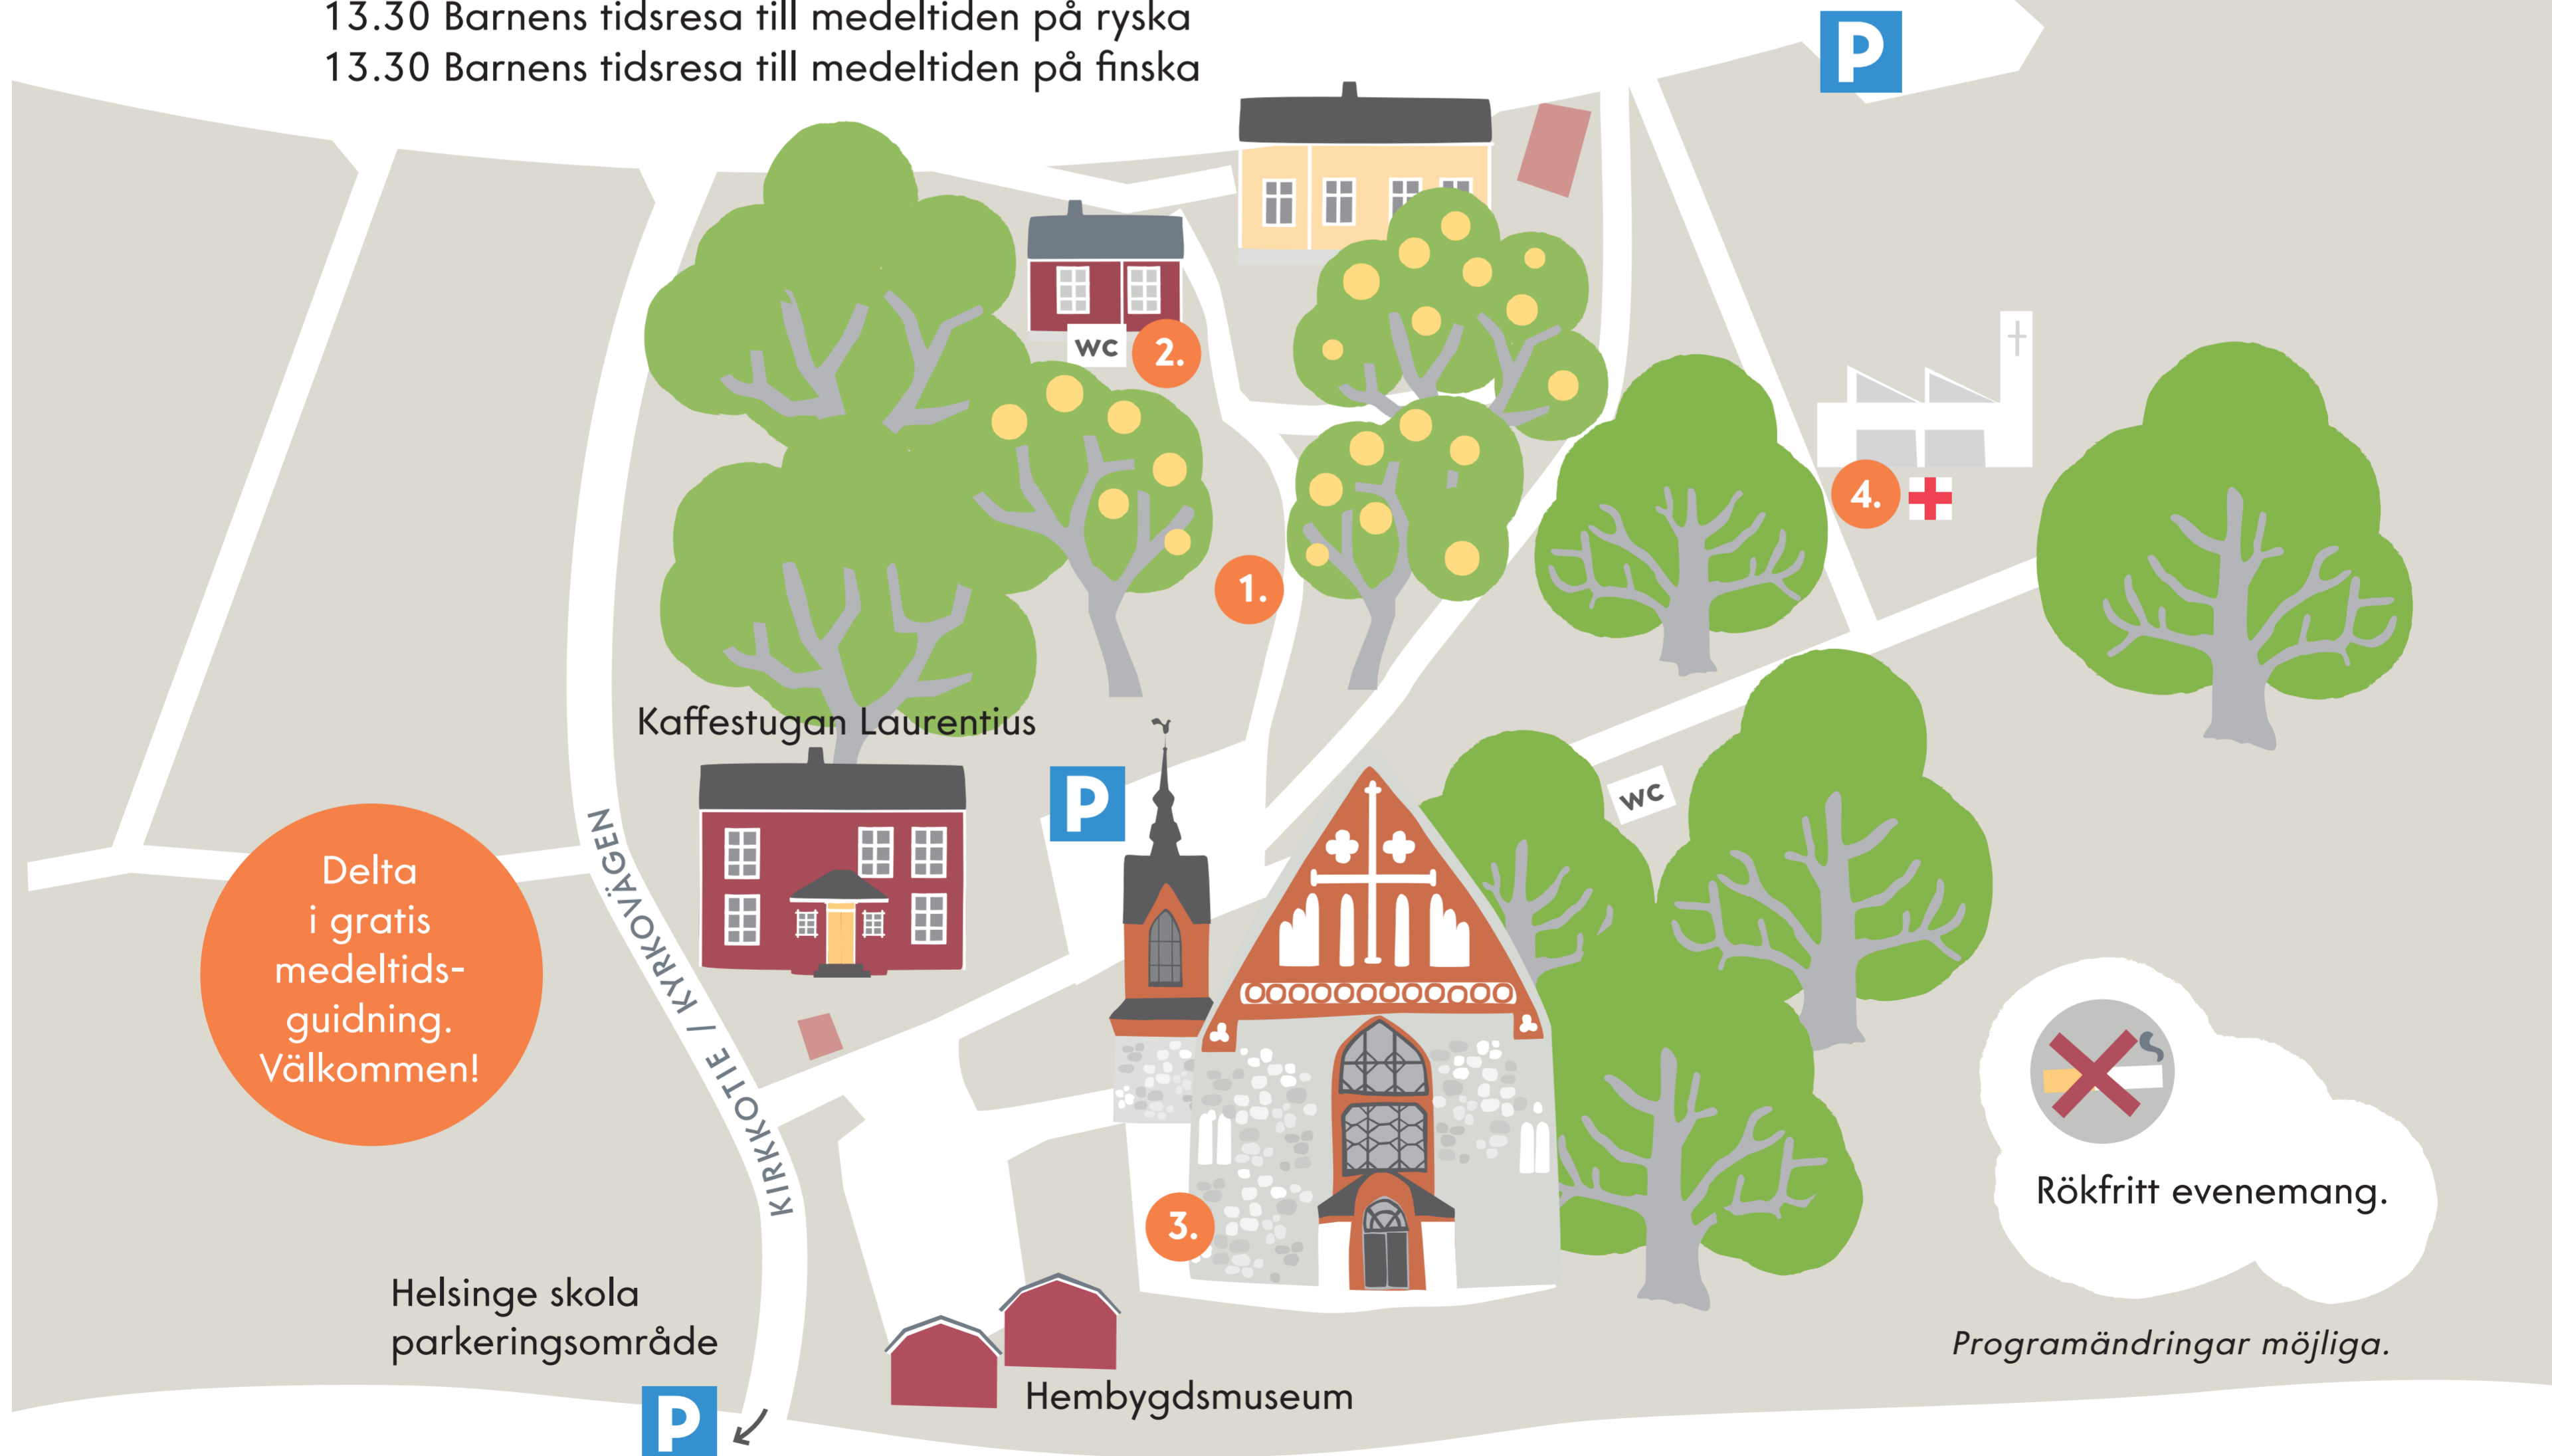 13.30 Barnens tidsresa till medeltiden på ryska
13.30 Barnens tidsresa till medeltiden på finska
P
WC
2.
4.
1.
Kaffestugan Laurentius
P
WC
KIRKKOTIE / KYRKOVÄGEN
Delta
i gratis
medeltids-
guidning.
Välkommen!
3.
Rökfritt evenemang.
Helsinge skola
parkeringsområde
P
Hembygdsmuseum
Programändringar möjliga.